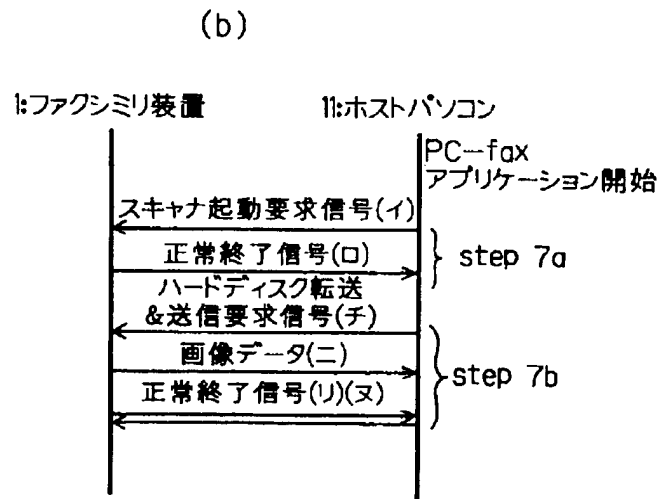 (b)
1:ファクシミリ装置
11:ホストパソコン
PC-fax
アプリケーション開始
スキャナ起動要求信号(イ)
正常終了信号(ロ)
step 7a
ハードディスク転送
&送信要求信号(チ)
画像データ(ニ)
step 7b
正常終了信号(リ)(ヌ)